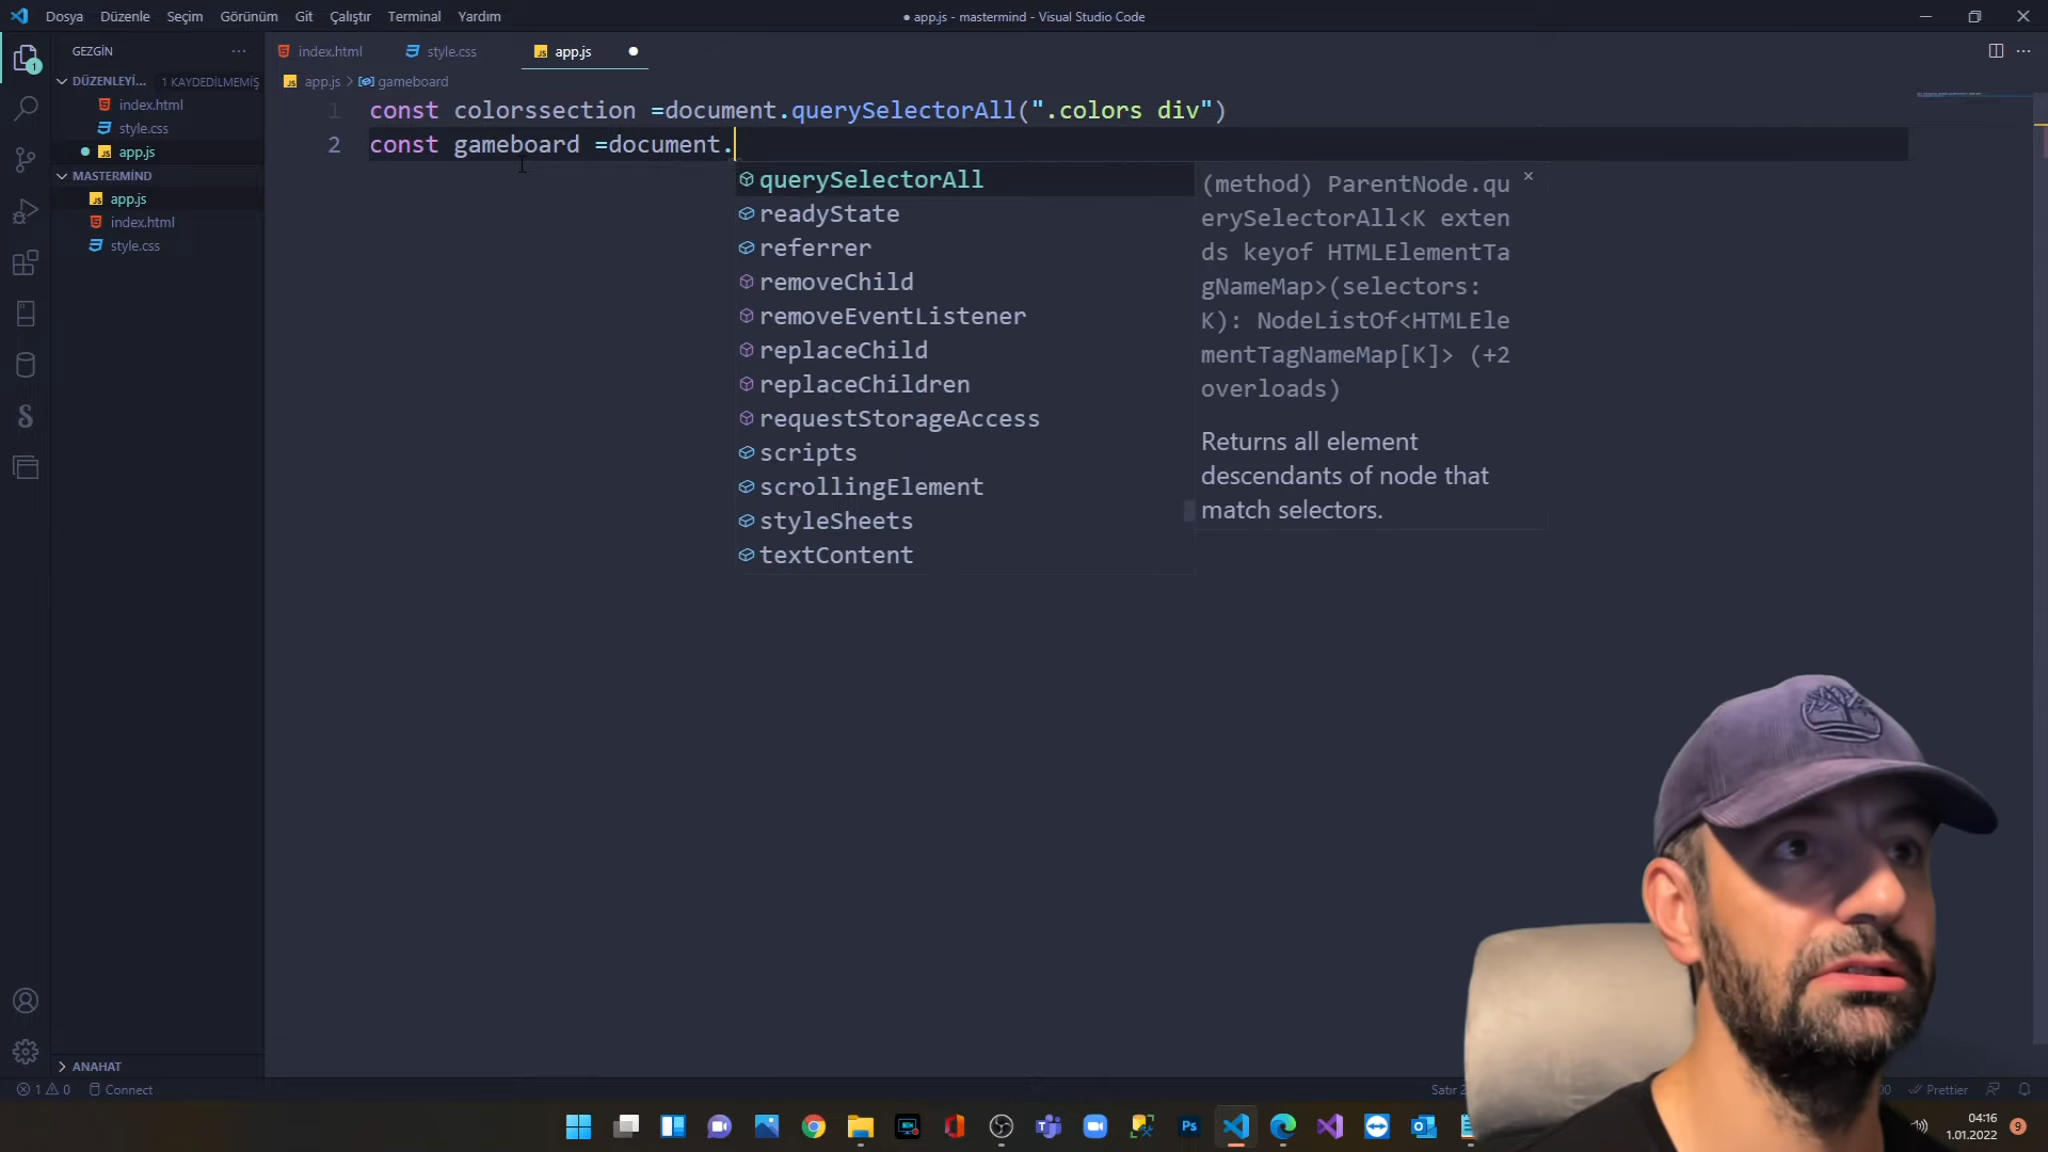 Dosya Düzenle Seçim Görünüm Git Çalıştır Terminal Yardım
● app.js - mastermind - Visual Studio Code
GEZGİN ···
index.html style.css app.js ●
DÜZENLEYİ... 1 KAYDEDİLMEMİŞ
app.js > gameboard
index.html
style.css
app.js
MASTERMİND
app.js
index.html
style.css
1 const colorssection =document.querySelectorAll(".colors div")
2 const gameboard =document.
querySelectorAll
readyState
referrer
removeChild
removeEventListener
replaceChild
replaceChildren
requestStorageAccess
scripts
scrollingElement
styleSheets
textContent
(method) ParentNode.qu
erySelectorAll<K exten
ds keyof HTMLElementTa
gNameMap>(selectors:
K): NodeListOf<HTMLEle
mentTagNameMap[K]> (+2
overloads)
Returns all element
descendants of node that
match selectors.
ANAHAT
1 0 Connect
Prettier
04:16
1.01.2022
9